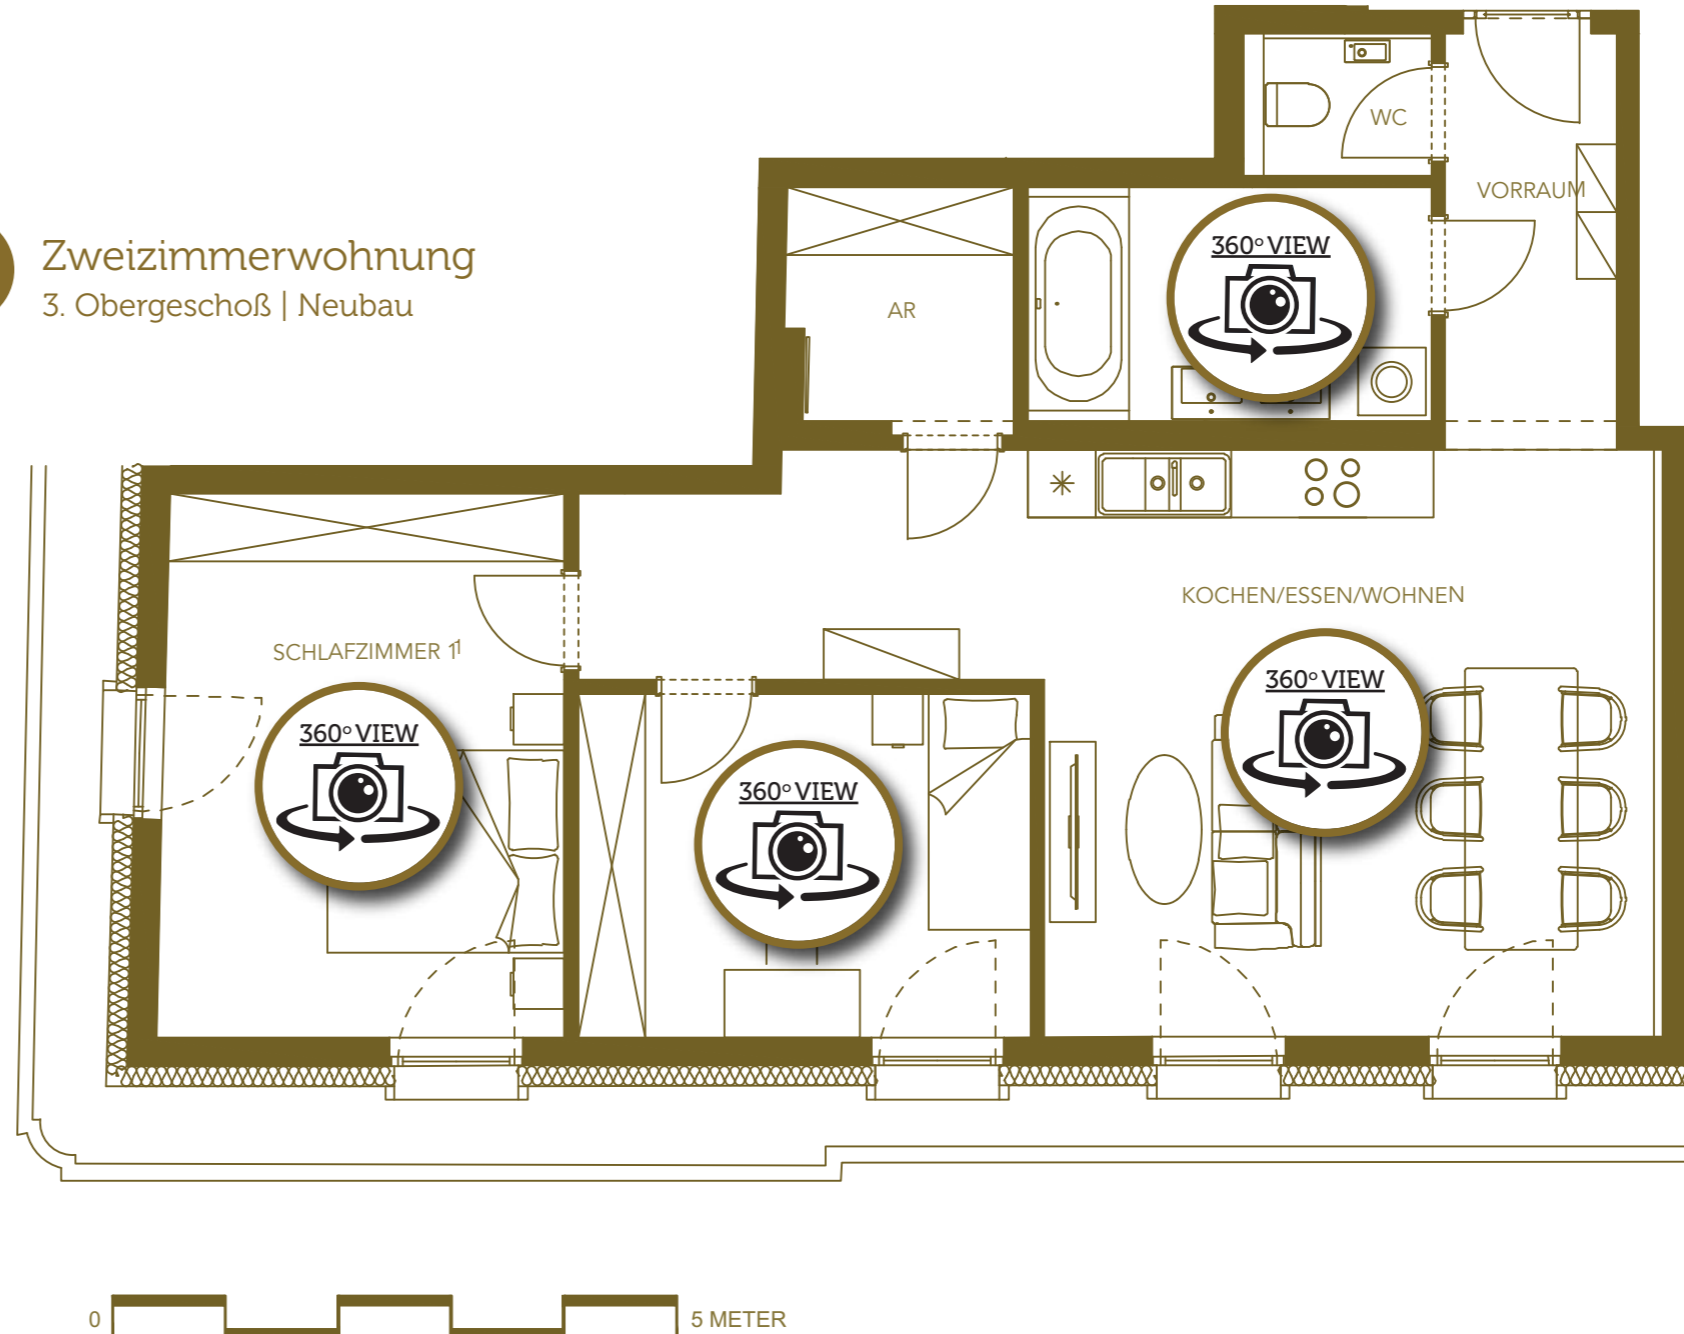 WC
VORRAUM
Zweizimmerwohnung
3. Obergeschoß | Neubau
360° VIEW
AR
KOCHEN/ESSEN/WOHNEN
SCHLAFZIMMER 1¹
360° VIEW
360° VIEW
360° VIEW
0 5 METER